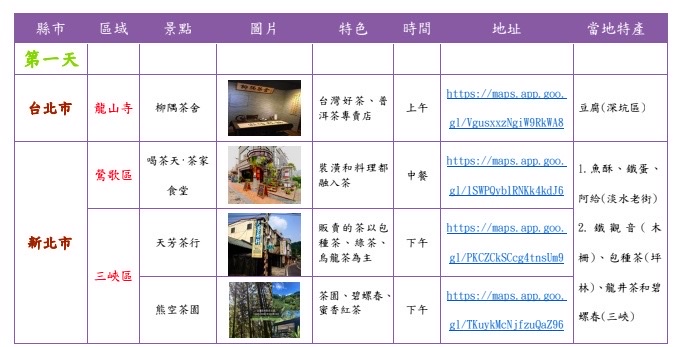 縣市 區域 景點 圖片 特色 時間 地址 當地特產
第一天
台北市 龍山寺 柳隅茶舍 台灣好茶、普
洱茶專賣店 上午 https://maps.app.goo.
gl/VgusxxzNgiW9RkWA8 豆腐(深坑區)
新北市
鶯歌區 喝茶天·茶家
食堂 裝潢和料理都
融入茶 中餐 https://maps.app.goo.
gl/1SWPQvb1RNKk4kdJ6
三峽區
天芳茶行 販賣的茶以包
種茶、綠茶、
烏龍茶為主 下午 https://maps.app.goo.
gl/PKCZCkSCcg4tnsUm9
熊空茶園 茶園、碧螺春、
蜜香紅茶 下午 https://maps.app.goo.
gl/TKuykMcNjfzuQaZ96
1.魚酥、鐵蛋、
阿給(淡水老街)
2. 鐵觀音(木
柵)、包種茶(坪
林)、龍井茶和碧
螺春(三峽)